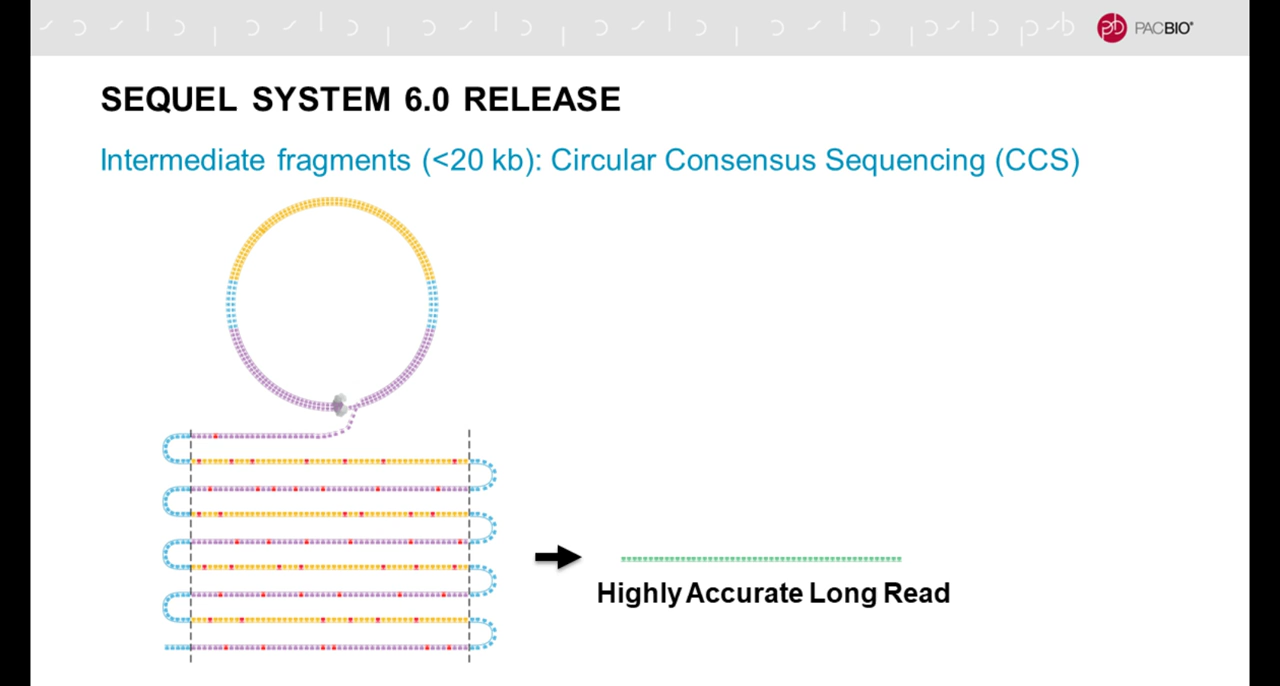 PACBIO®
SEQUEL SYSTEM 6.0 RELEASE
Intermediate fragments (<20 kb): Circular Consensus Sequencing (CCS)
Highly Accurate Long Read